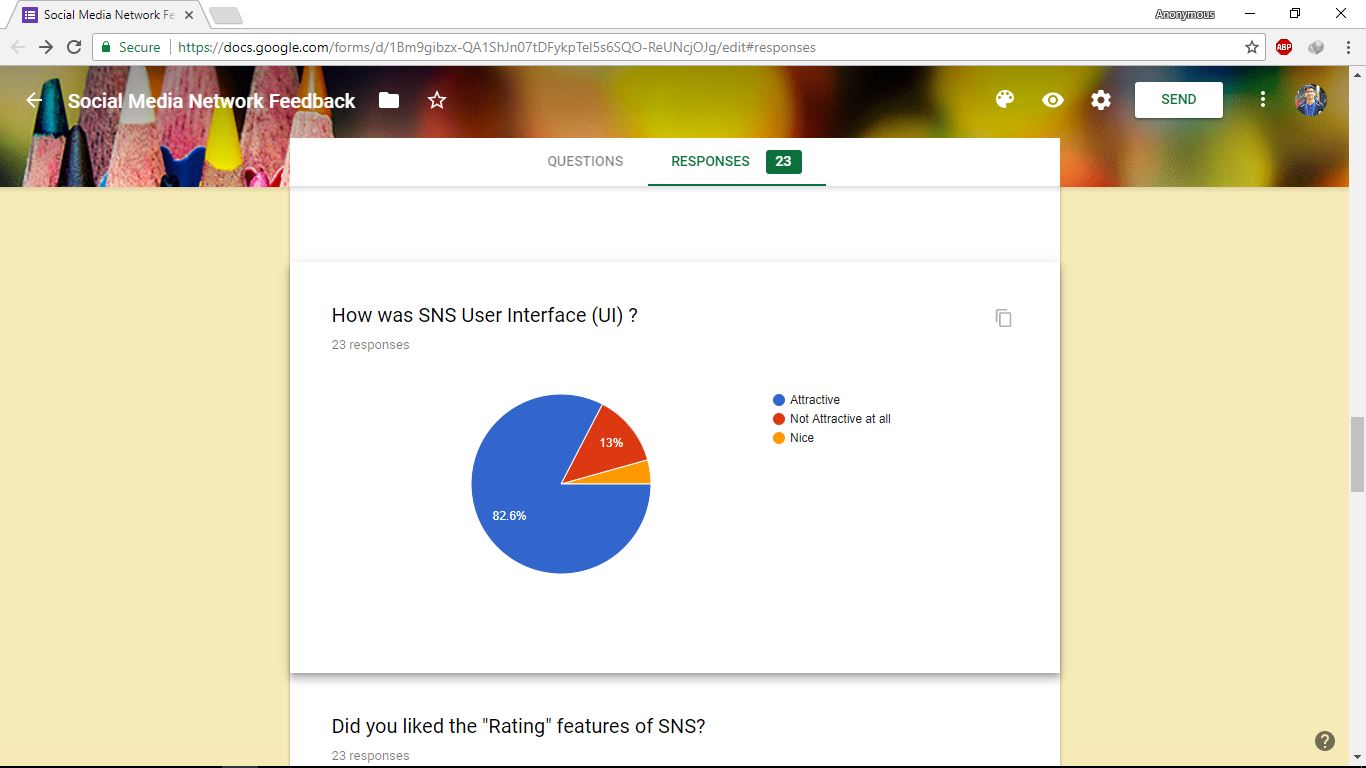 Social Media Network Fe
Anonymous
Secure
https://docs.google.com/forms/d/1Bm9gibzx-QA1ShJn07tDFykpTeI5s6SQO-ReUNcjOJg/edit#responses
ABP
Social Media Network Feedback
SEND
QUESTIONS
RESPONSES 23
How was SNS User Interface (UI) ?
23 responses
Attractive
Not Attractive at all
Nice
13%
82.6%
Did you liked the "Rating" features of SNS?
23 responses